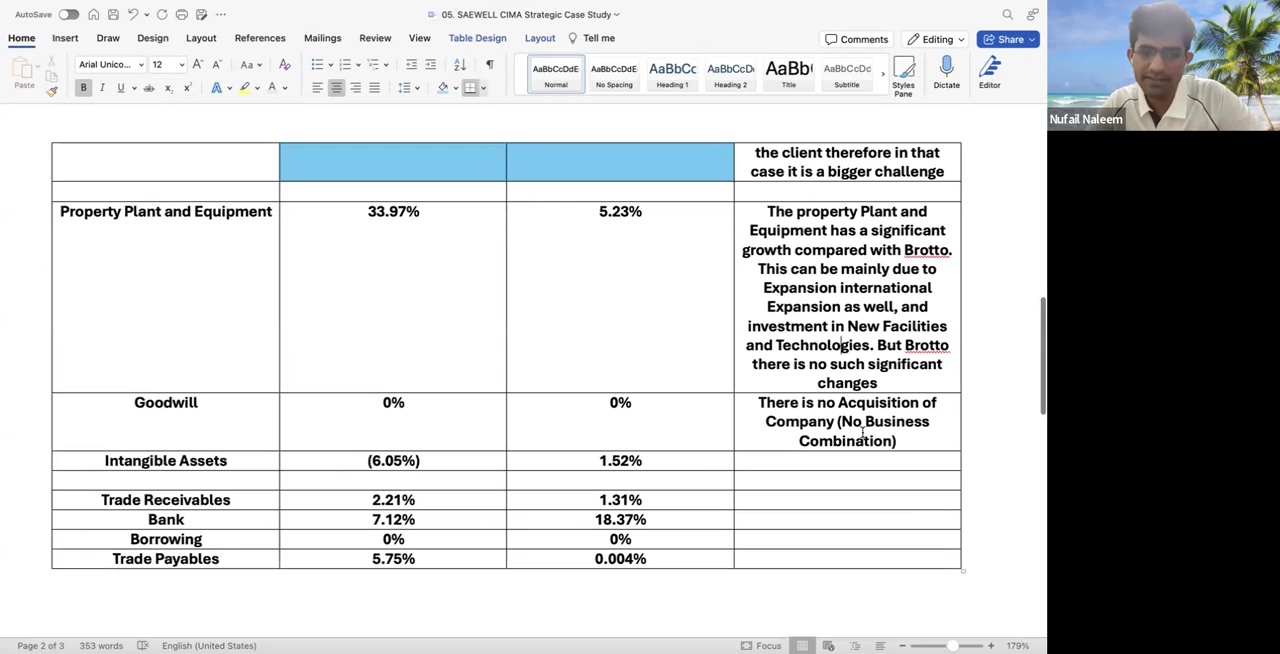 AutoSave
05. SAEWELL CIMA Strategic Case Study
Home Insert Draw Design Layout References Mailings Review View Table Design Layout Tell me
Comments Editing Share
Paste
Arial Unico... 12
AaBbCcDdE Normal
AaBbCcDdE No Spacing
AaBbCc Heading 1
AaBbCcD Heading 2
AaBb Title
AaBbCcDd Subtitle
Styles Pane
Dictate
Editor
Nufail Naleem
the client therefore in that
case it is a bigger challenge
Property Plant and Equipment 33.97% 5.23% The property Plant and
Equipment has a significant
growth compared with Brotto.
This can be mainly due to
Expansion international
Expansion as well, and
investment in New Facilities
and Technologies. But Brotto
there is no such significant
changes
Goodwill 0% 0% There is no Acquisition of
Company (No Business
Combination)
Intangible Assets (6.05%) 1.52%
Trade Receivables 2.21% 1.31%
Bank 7.12% 18.37%
Borrowing 0% 0%
Trade Payables 5.75% 0.004%
Page 2 of 3 353 words English (United States) Focus 179%